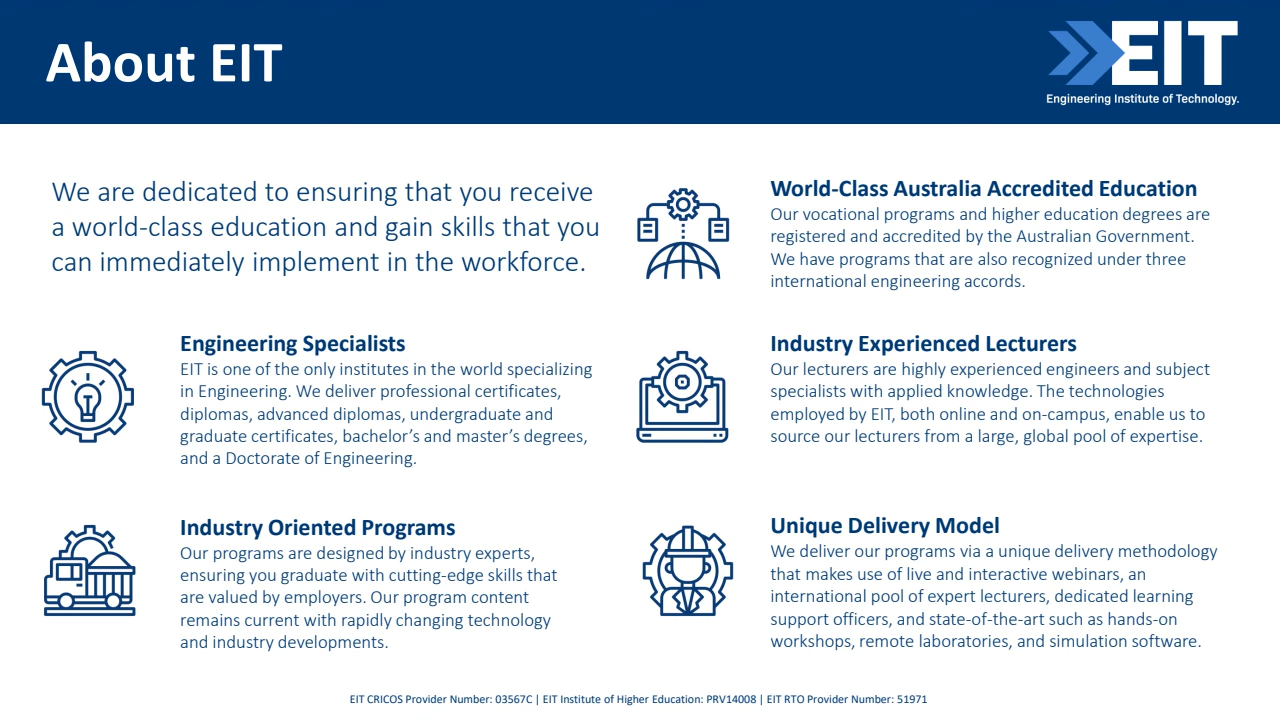 About EIT
EIT
Engineering Institute of Technology.
We are dedicated to ensuring that you receive
a world-class education and gain skills that you
can immediately implement in the workforce.
World-Class Australia Accredited Education
Our vocational programs and higher education degrees are
registered and accredited by the Australian Government.
We have programs that are also recognized under three
international engineering accords.
Engineering Specialists
EIT is one of the only institutes in the world specializing
in Engineering. We deliver professional certificates,
diplomas, advanced diplomas, undergraduate and
graduate certificates, bachelor’s and master’s degrees,
and a Doctorate of Engineering.
Industry Experienced Lecturers
Our lecturers are highly experienced engineers and subject
specialists with applied knowledge. The technologies
employed by EIT, both online and on-campus, enable us to
source our lecturers from a large, global pool of expertise.
Industry Oriented Programs
Our programs are designed by industry experts,
ensuring you graduate with cutting-edge skills that
are valued by employers. Our program content
remains current with rapidly changing technology
and industry developments.
Unique Delivery Model
We deliver our programs via a unique delivery methodology
that makes use of live and interactive webinars, an
international pool of expert lecturers, dedicated learning
support officers, and state-of-the-art such as hands-on
workshops, remote laboratories, and simulation software.
EIT CRICOS Provider Number: 03567C | EIT Institute of Higher Education: PRV14008 | EIT RTO Provider Number: 51971